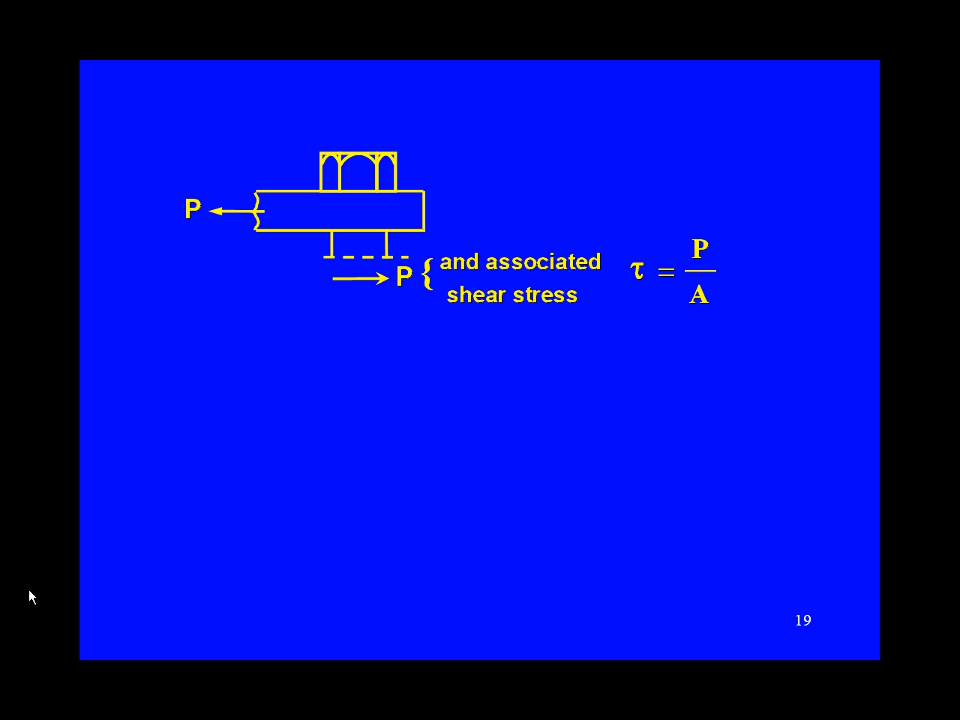 P
P { and associated
shear stress
τ = P / A
19